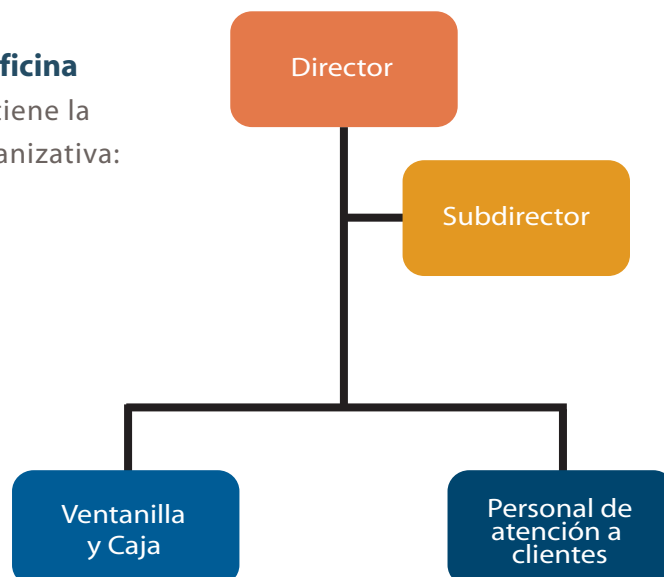 ficina
tiene la
anizativa:
Director
Subdirector
Ventanilla
y Caja
Personal de
atención a
clientes